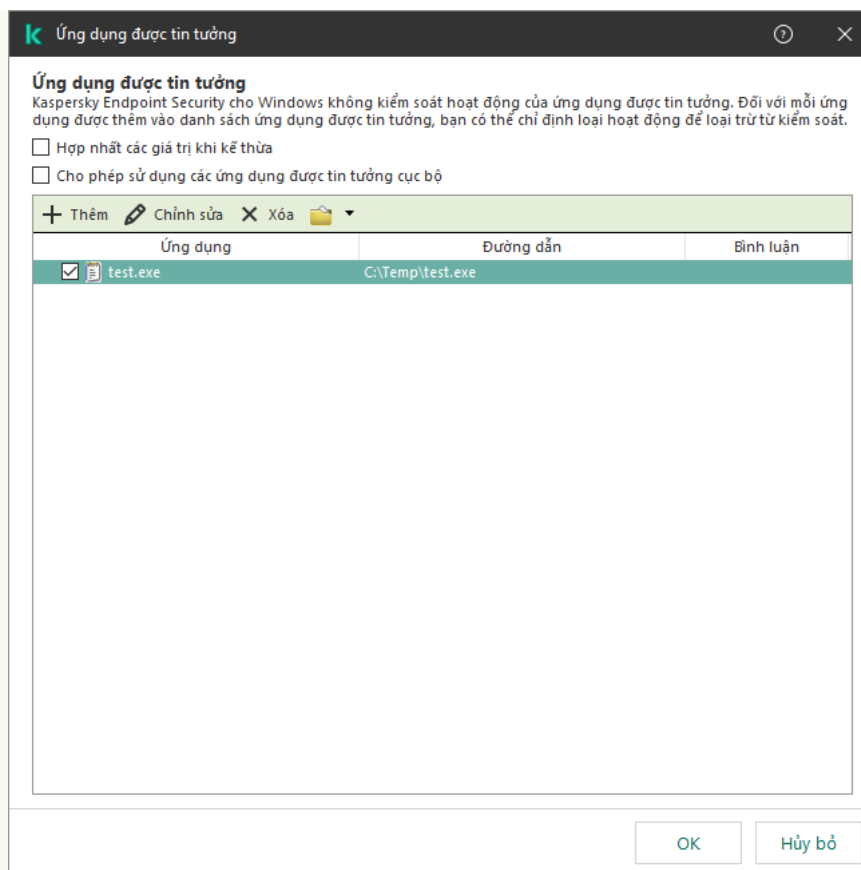 Ứng dụng được tin tưởng
Ứng dụng được tin tưởng
Kaspersky Endpoint Security cho Windows không kiểm soát hoạt động của ứng dụng được tin tưởng. Đối với mỗi ứng
dụng được thêm vào danh sách ứng dụng được tin tưởng, bạn có thể chỉ định loại hoạt động để loại trừ từ kiểm soát.
Hợp nhất các giá trị khi kế thừa
Cho phép sử dụng các ứng dụng được tin tưởng cục bộ
Thêm Chỉnh sửa Xóa
Ứng dụng Đường dẫn Bình luận
test.exe C:\Temp\test.exe
OK Hủy bỏ